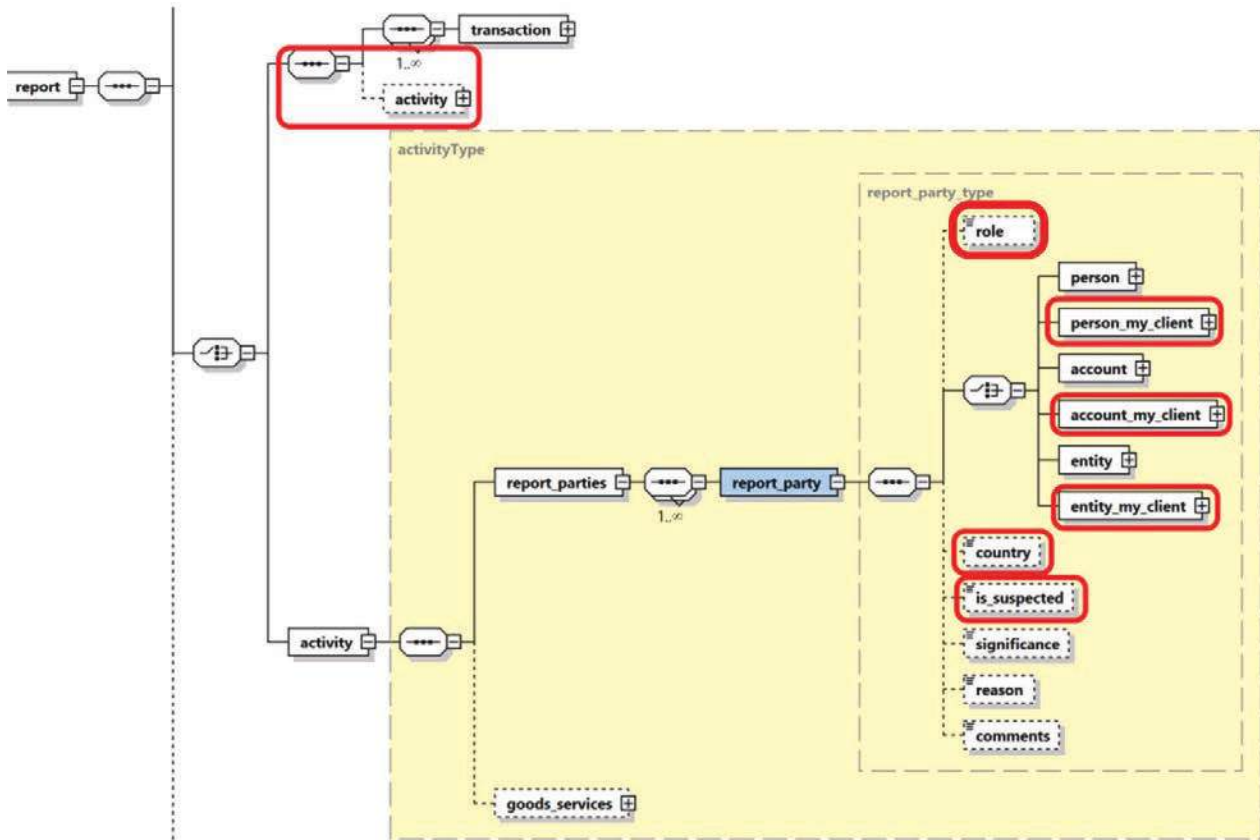 transaction
report
1..∞
activity
activityType
report_party_type
role
person
person_my_client
account
account_my_client
entity
report_parties
report_party
entity_my_client
1..∞
country
is_suspected
activity
significance
reason
comments
goods_services